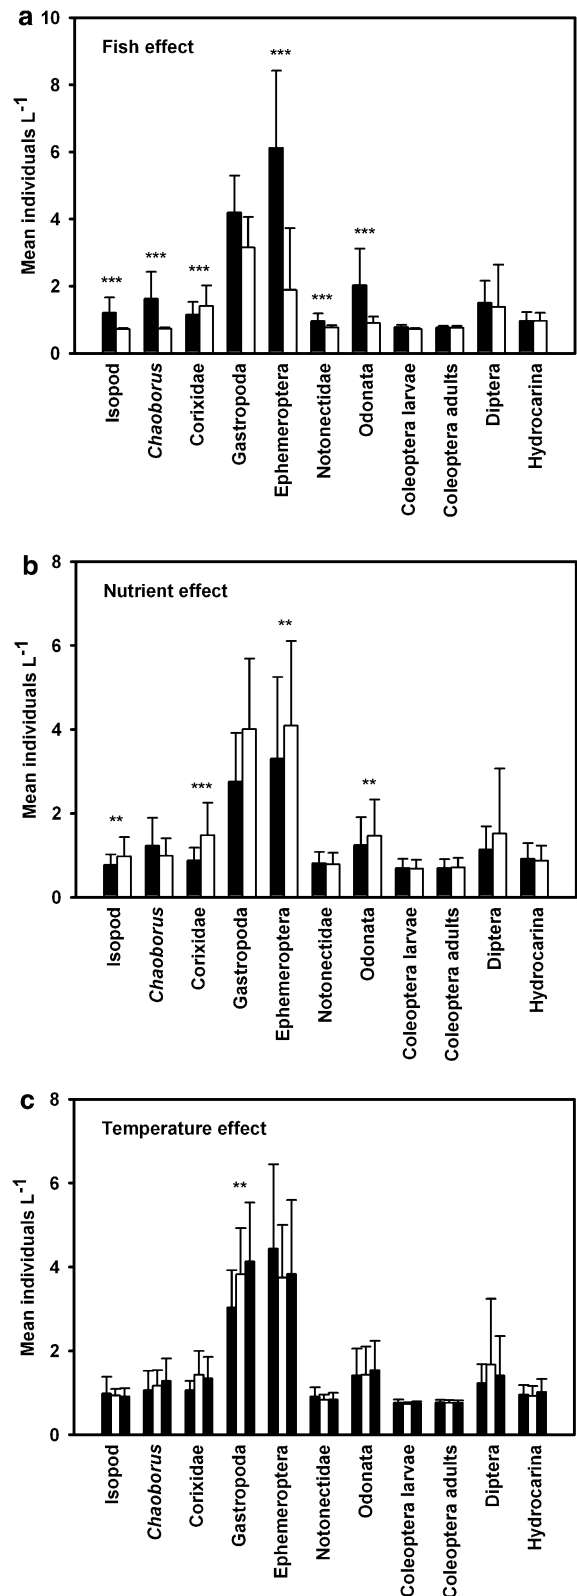 a
10
8
6
4
2
0
Mean individuals L-1
Fish effect
***
***
***
***
***
***
Isopod
Chaoborus
Corixidae
Gastropoda
Ephemeroptera
Notonectidae
Odonata
Coleoptera larvae
Coleoptera adults
Diptera
Hydrocarina
b
8
6
4
2
0
Mean individuals L-1
Nutrient effect
**
***
**
**
Isopod
Chaoborus
Corixidae
Gastropoda
Ephemeroptera
Notonectidae
Odonata
Coleoptera larvae
Coleoptera adults
Diptera
Hydrocarina
c
8
6
4
2
0
Mean individuals L-1
Temperature effect
**
Isopod
Chaoborus
Corixidae
Gastropoda
Ephemeroptera
Notonectidae
Odonata
Coleoptera larvae
Coleoptera adults
Diptera
Hydrocarina